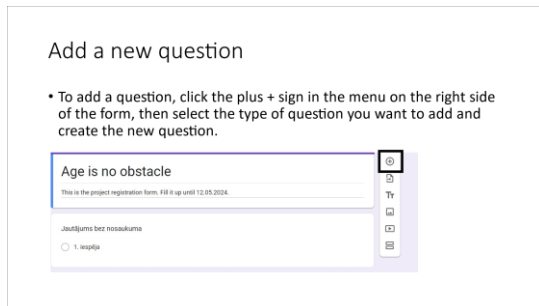 Add a new question
• To add a question, click the plus + sign in the menu on the right side
of the form, then select the type of question you want to add and
create the new question.
Age is no obstacle
This is the project registration form. Fill it up until 12.05.2024.
Tт
Jautājums bez nosaukuma
1. iespēja